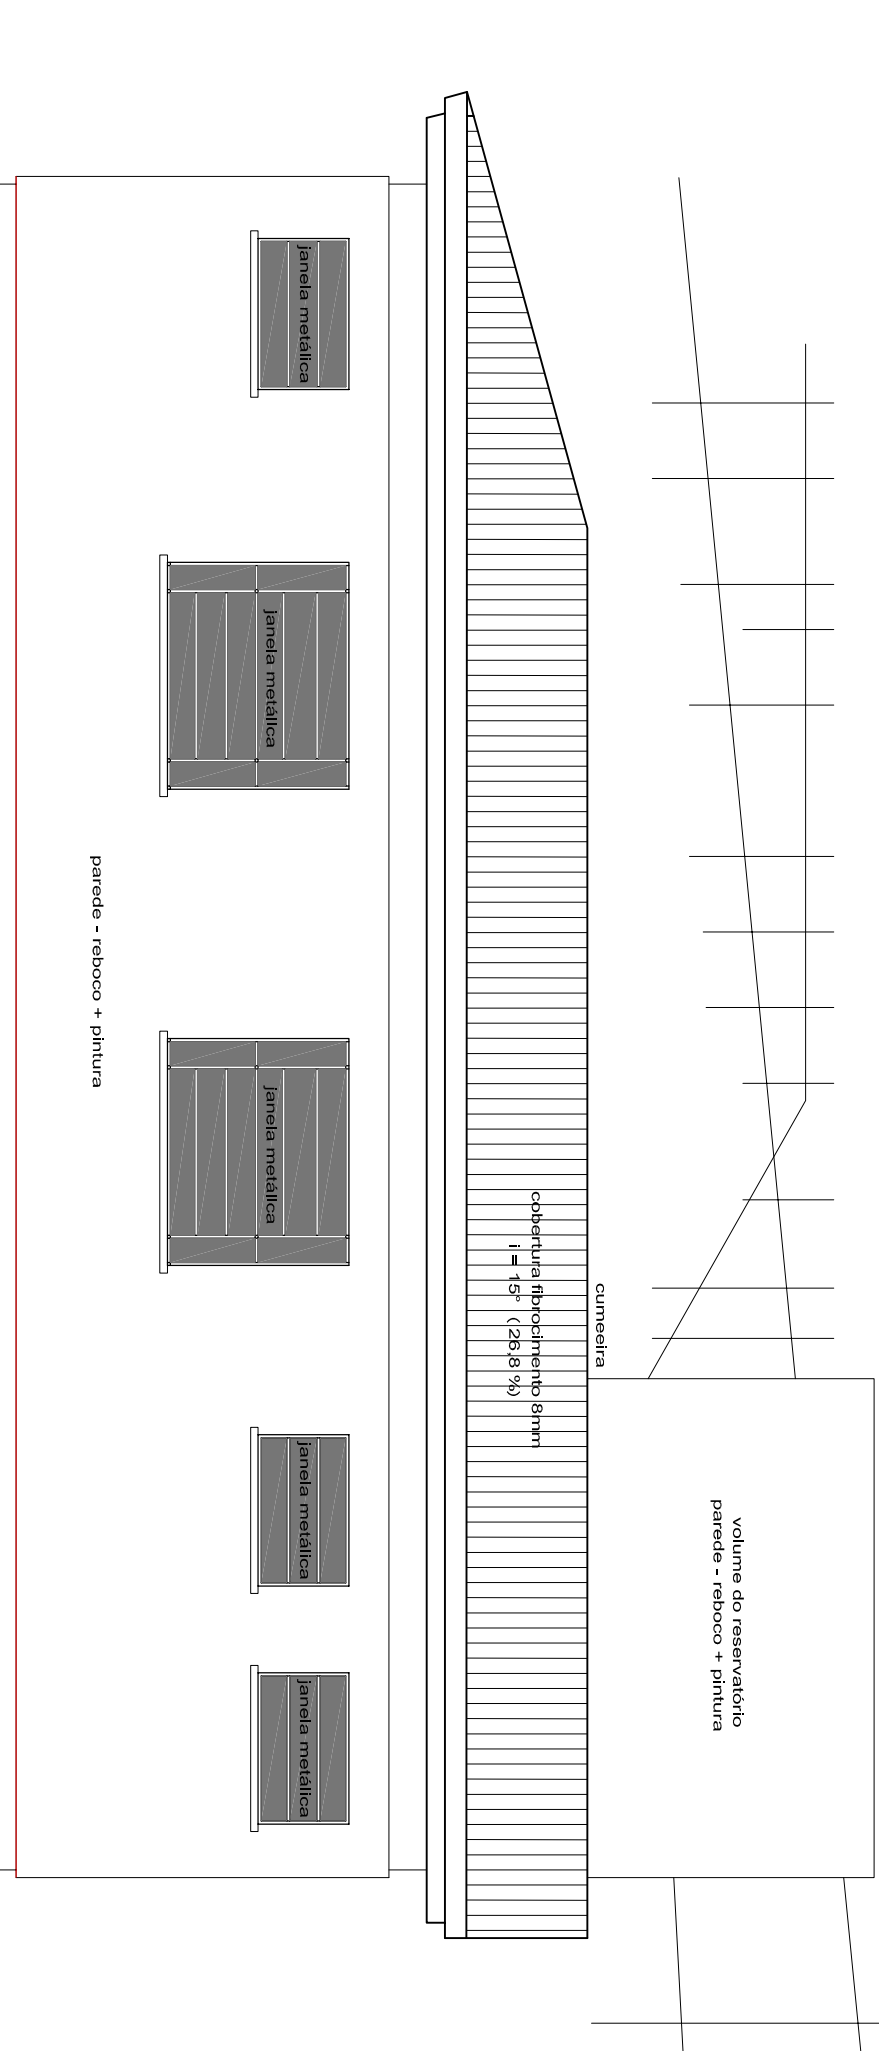 volume do reservatório
parede - reboco + pintura
cumeeira
cobertura fibrocimento 8mm
i = 15° (26,8 %)
janela metálica
janela metálica
janela metálica
janela metálica
janela metálica
parede - reboco + pintura